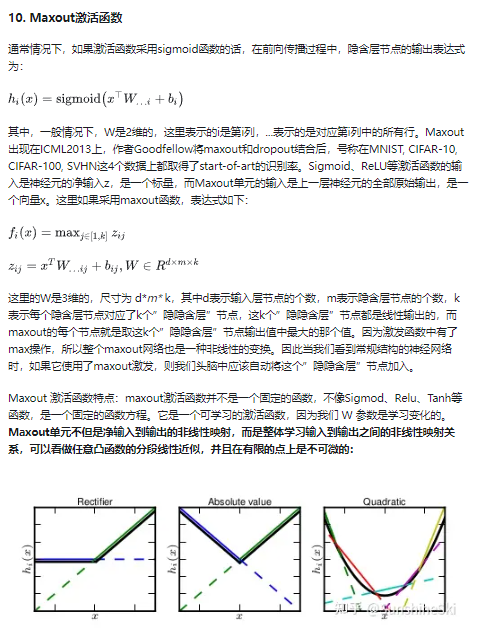 10. Maxout激活函数
通常情况下，如果激活函数采用sigmoid函数的话，在前向传播过程中，隐含层节点的输出表达式
为：
h_i(x) = sigmoid(x^⊤W_{…i} + b_i)
其中，一般情况下，W是2维的，这里表示的i是第i列，...表示的是对应第i列中的所有行。Maxout
出现在ICML2013上，作者Goodfellow将maxout和dropout结合后，号称在MNIST, CIFAR-10,
CIFAR-100, SVHN这4个数据上都取得了start-of-art的识别率。Sigmoid、ReLU等激活函数的输
入是神经元的净输入z，是一个标量，而Maxout单元的输入是上一层神经元的全部原始输出，是一
个向量x。这里如果采用maxout函数，表达式如下：
f_i(x) = max_{j∈[1,k]} z_{ij}
z_{ij} = x^T W_{…ij} + b_{ij}, W ∈ R^{d×m×k}
这里的W是3维的，尺寸为 d*m*k，其中d表示输入层节点的个数，m表示隐含层节点的个数，k
表示每个隐含层节点对应了k个”隐隐含层”节点，这k个”隐隐含层”节点都是线性输出的，而
maxout的每个节点就是取这k个”隐隐含层”节点输出值中最大的那个值。因为激发函数中有了
max操作，所以整个maxout网络也是一种非线性的变换。因此当我们看到常规结构的神经网络
时，如果它使用了maxout激发，则我们头脑中应该自动将这个”隐隐含层”节点加入。
Maxout 激活函数特点：maxout激活函数并不是一个固定的函数，不像Sigmod、Relu、Tanh等
函数，是一个固定的函数方程。它是一个可学习的激活函数，因为我们 W 参数是学习变化的。
Maxout单元不但是净输入到输出的非线性映射，而是整体学习输入到输出之间的非线性映射关
系，可以看做任意凸函数的分段线性近似，并且在有限的点上是不可微的：
Rectifier Absolute value Quadratic
h_i(x) h_i(x) h_i(x)
x x x
知乎 @SunshineSki